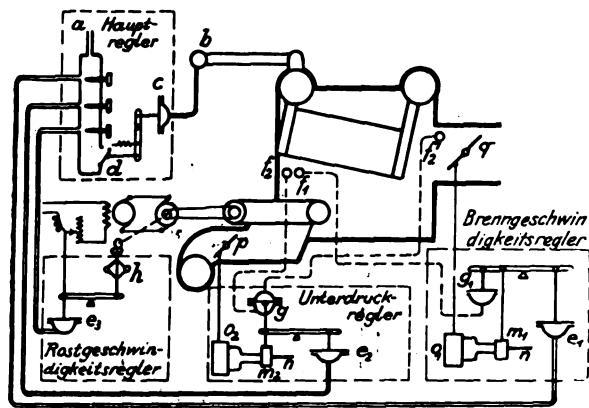 a
Haupt-
regler
b
c
d
f₂
f₁
f₂
q
p
h
e₃
Rostgeschwin-
digkeitsregler
g
Unterdruck-
regler
o₂
m₂
n
e₂
Brenngeschwin
digkeitsregler
g₁
m₁
n
e₁